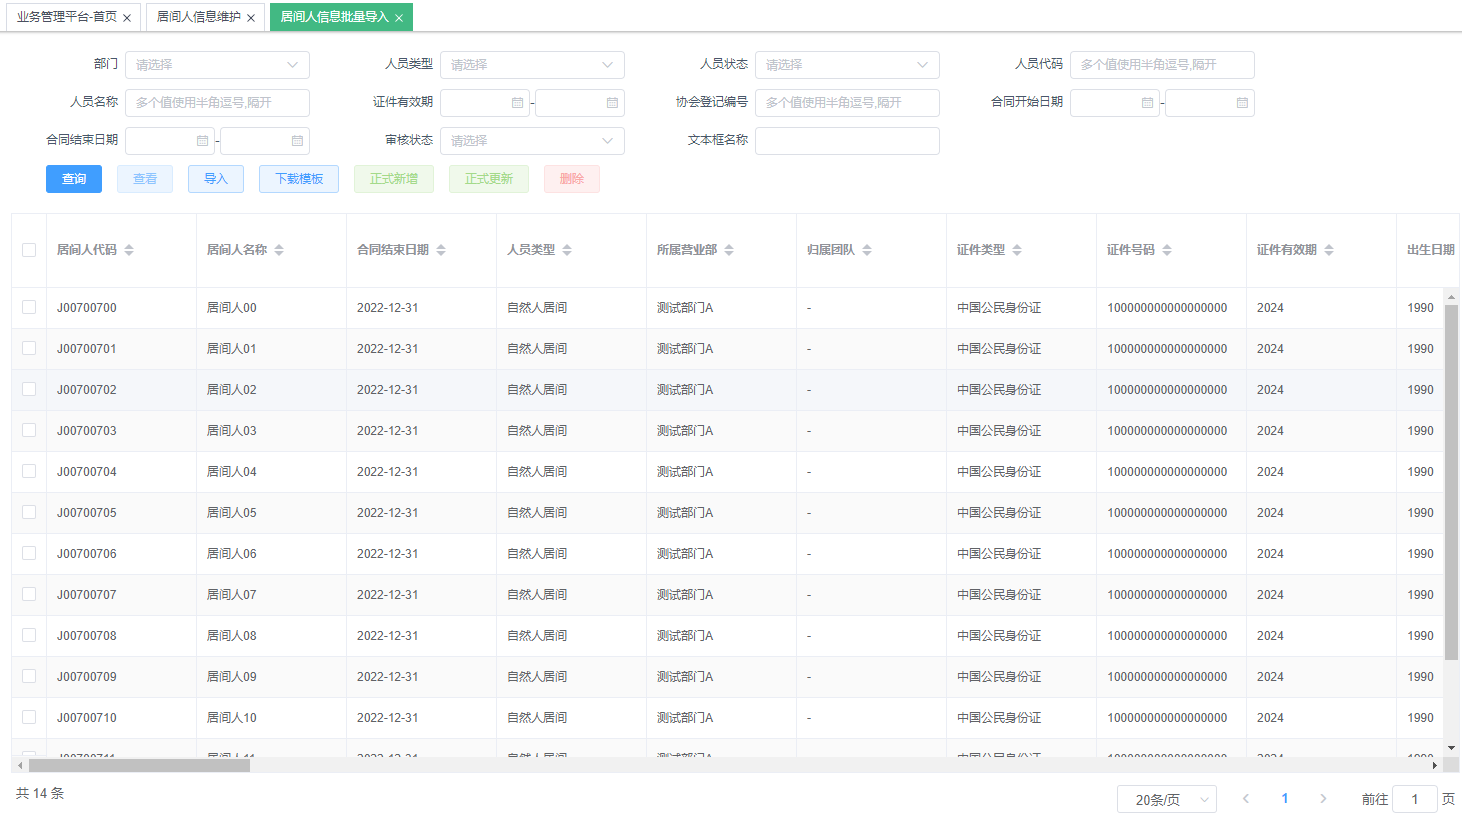 业务管理平台-首页 居间人信息维护 居间人信息批量导入
部门 请选择 人员类型 请选择 人员状态 请选择 人员代码 多个值使用半角逗号,隔开
人员名称 多个值使用半角逗号,隔开 证件有效期 - 协会登记编号 多个值使用半角逗号,隔开 合同开始日期 -
合同结束日期 - 审核状态 请选择 文本框名称
查询 查看 导入 下载模板 正式新增 正式更新 删除
居间人代码 居间人名称 合同结束日期 人员类型 所属营业部 归属团队 证件类型 证件号码 证件有效期 出生日期
J00700700 居间人00 2022-12-31 自然人居间 测试部门A - 中国公民身份证 100000000000000000 2024 1990
J00700701 居间人01 2022-12-31 自然人居间 测试部门A - 中国公民身份证 100000000000000000 2024 1990
J00700702 居间人02 2022-12-31 自然人居间 测试部门A - 中国公民身份证 100000000000000000 2024 1990
J00700703 居间人03 2022-12-31 自然人居间 测试部门A - 中国公民身份证 100000000000000000 2024 1990
J00700704 居间人04 2022-12-31 自然人居间 测试部门A - 中国公民身份证 100000000000000000 2024 1990
J00700705 居间人05 2022-12-31 自然人居间 测试部门A - 中国公民身份证 100000000000000000 2024 1990
J00700706 居间人06 2022-12-31 自然人居间 测试部门A - 中国公民身份证 100000000000000000 2024 1990
J00700707 居间人07 2022-12-31 自然人居间 测试部门A - 中国公民身份证 100000000000000000 2024 1990
J00700708 居间人08 2022-12-31 自然人居间 测试部门A - 中国公民身份证 100000000000000000 2024 1990
J00700709 居间人09 2022-12-31 自然人居间 测试部门A - 中国公民身份证 100000000000000000 2024 1990
J00700710 居间人10 2022-12-31 自然人居间 测试部门A - 中国公民身份证 100000000000000000 2024 1990
共 14 条 20条/页 1 前往 1 页